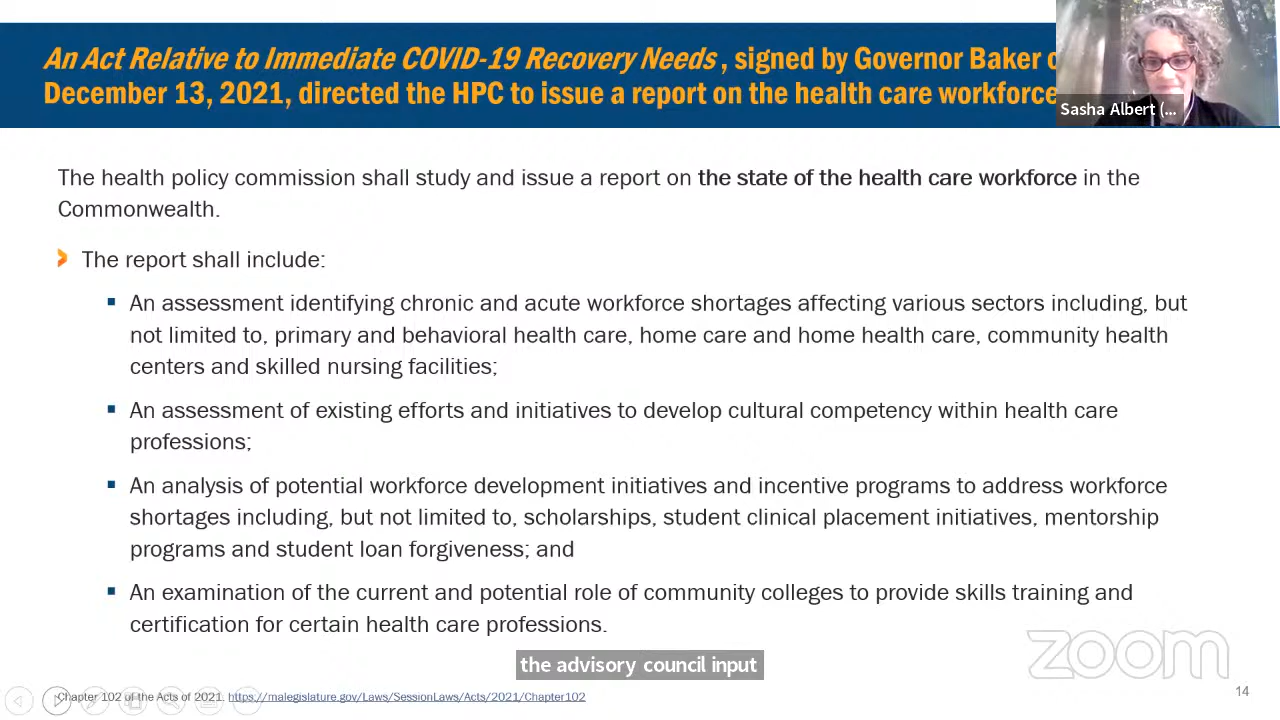 An Act Relative to Immediate COVID-19 Recovery Needs , signed by Governor Baker
December 13, 2021, directed the HPC to issue a report on the health care workforce
Sasha Albert (...
The health policy commission shall study and issue a report on the state of the health care workforce in the
Commonwealth.
The report shall include:
An assessment identifying chronic and acute workforce shortages affecting various sectors including, but
not limited to, primary and behavioral health care, home care and home health care, community health
centers and skilled nursing facilities;
An assessment of existing efforts and initiatives to develop cultural competency within health care
professions;
An analysis of potential workforce development initiatives and incentive programs to address workforce
shortages including, but not limited to, scholarships, student clinical placement initiatives, mentorship
programs and student loan forgiveness; and
An examination of the current and potential role of community colleges to provide skills training and
certification for certain health care professions.
the advisory council input
zoom
Chapter 102 of the Acts of 2021. https://malegislature.gov/Laws/SessionLaws/Acts/2021/Chapter102
14